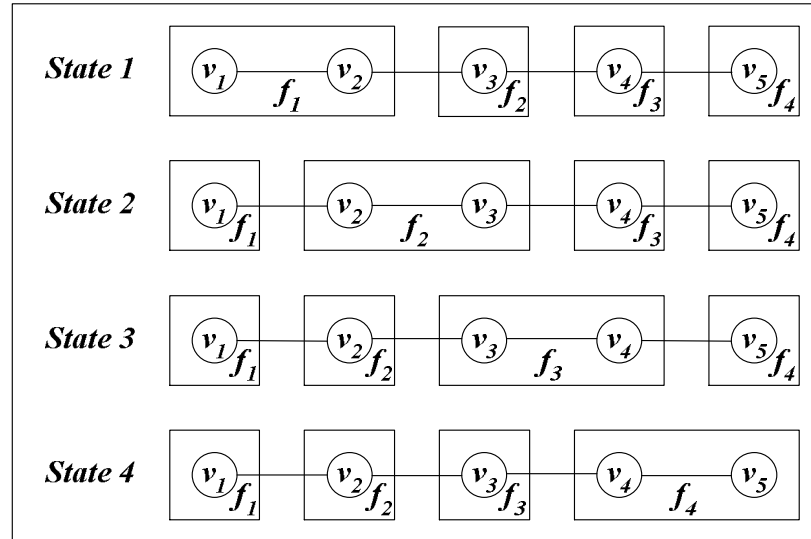 State 1 v₁ f₁ v₂ v₃ f₂ v₄ f₃ v₅ f₄
State 2 v₁ f₁ v₂ f₂ v₃ v₄ f₃ v₅ f₄
State 3 v₁ f₁ v₂ f₂ v₃ f₃ v₄ v₅ f₄
State 4 v₁ f₁ v₂ f₂ v₃ f₃ v₄ f₄ v₅